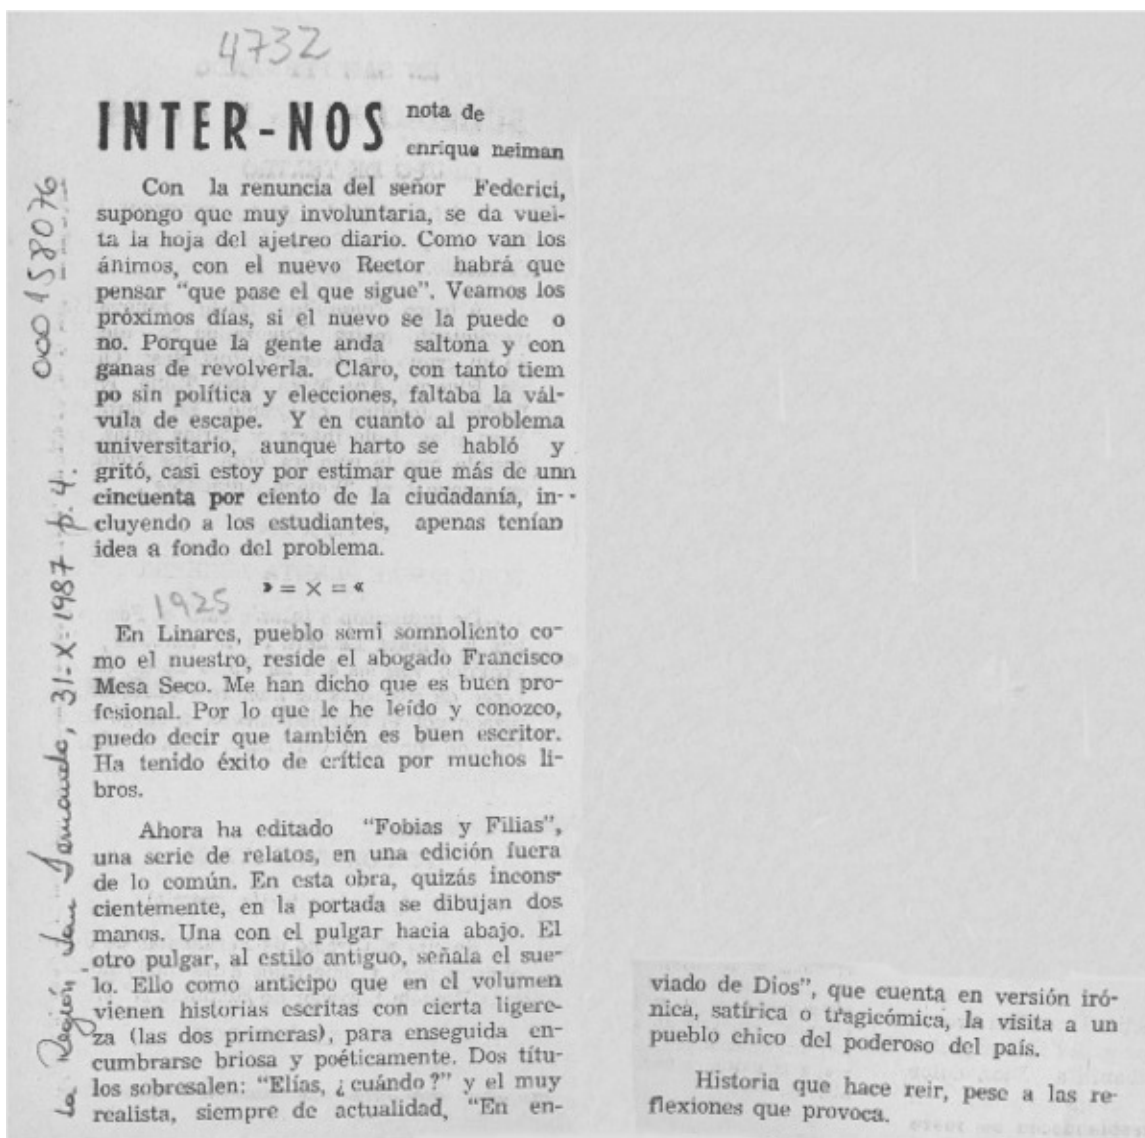 4732
INTER-NOS
nota de
enrique neiman
Con la renuncia del señor Federici,
supongo que muy involuntaria, se da vuel-
ta la hoja del ajetreo diario. Como van los
ánimos, con el nuevo Rector habrá que
pensar “que pase el que sigue”. Veamos los
próximos días, si el nuevo se la puede o
no. Porque la gente anda saltona y con
ganas de revolverla. Claro, con tanto tiem
po sin política y elecciones, faltaba la vál-
vula de escape. Y en cuanto al problema
universitario, aunque harto se habló y
gritó, casi estoy por estimar que más de unn
cincuenta por ciento de la ciudadanía, in-
cluyendo a los estudiantes, apenas tenían
idea a fondo del problema.
» = x = «
1925
En Linares, pueblo semi somnoliento co-
mo el nuestro, reside el abogado Francisco
Mesa Seco. Me han dicho que es buen pro-
fesional. Por lo que le he leído y conozco,
puedo decir que también es buen escritor.
Ha tenido éxito de crítica por muchos li-
bros.
Ahora ha editado “Fobias y Filias”,
una serie de relatos, en una edición fuera
de lo común. En esta obra, quizás incons-
cientemente, en la portada se dibujan dos
manos. Una con el pulgar hacia abajo. El
otro pulgar, al estilo antiguo, señala el sue-
lo. Ello como anticipo que en el volumen
vienen historias escritas con cierta ligere-
za (las dos primeras), para enseguida en-
cumbrarse briosa y poéticamente. Dos títu-
los sobresalen: “Elías, ¿cuándo?” y el muy
realista, siempre de actualidad, “En en-
viado de Dios”, que cuenta en versión iró-
nica, satírica o tragicómica, la visita a un
pueblo chico del poderoso del país.
Historia que hace reir, pese a las re-
flexiones que provoca.
La Región, San Fernando, 31-X-1987 p. 4.
000158076